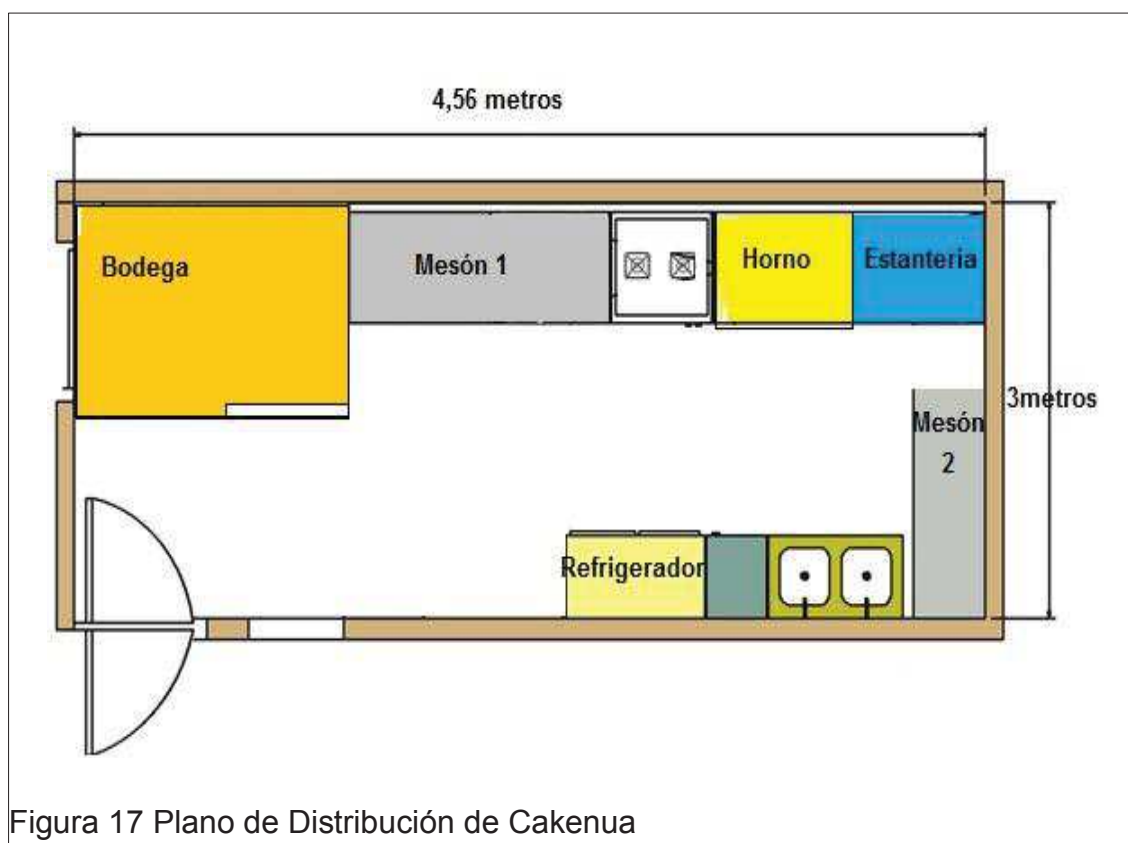 4,56 metros
Bodega
Mesón 1
Horno
Estanteria
3metros
Mesón
2
Refrigerador
Figura 17 Plano de Distribución de Cakenua